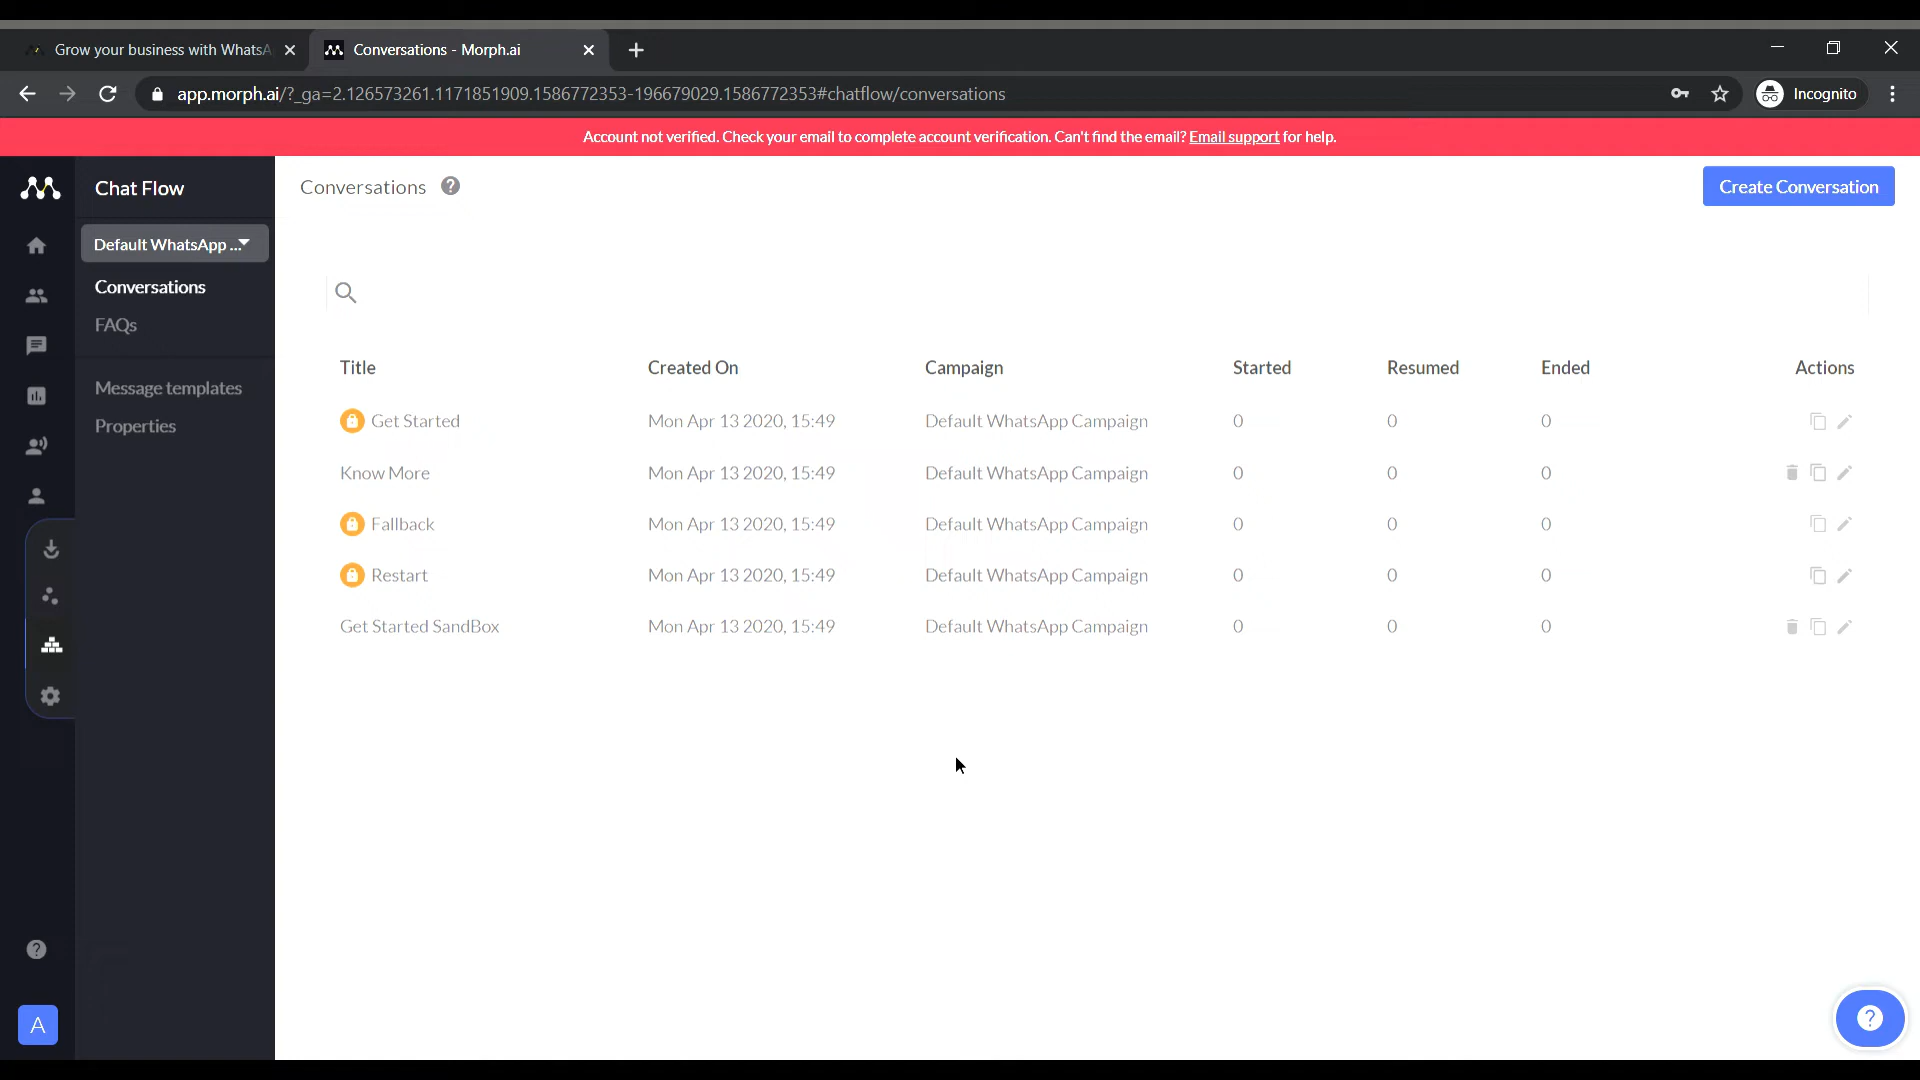 Grow your business with WhatsA
Conversations - Morph.ai
app.morph.ai/?_ga=2.126573261.1171851909.1586772353-196679029.1586772353#chatflow/conversations
Incognito
Account not verified. Check your email to complete account verification. Can't find the email? Email support for help.
Chat Flow
Default WhatsApp ...
Conversations
FAQs
Message templates
Properties
A
Conversations
Create Conversation
Title Created On Campaign Started Resumed Ended Actions
Get Started Mon Apr 13 2020, 15:49 Default WhatsApp Campaign 0 0 0
Know More Mon Apr 13 2020, 15:49 Default WhatsApp Campaign 0 0 0
Fallback Mon Apr 13 2020, 15:49 Default WhatsApp Campaign 0 0 0
Restart Mon Apr 13 2020, 15:49 Default WhatsApp Campaign 0 0 0
Get Started SandBox Mon Apr 13 2020, 15:49 Default WhatsApp Campaign 0 0 0